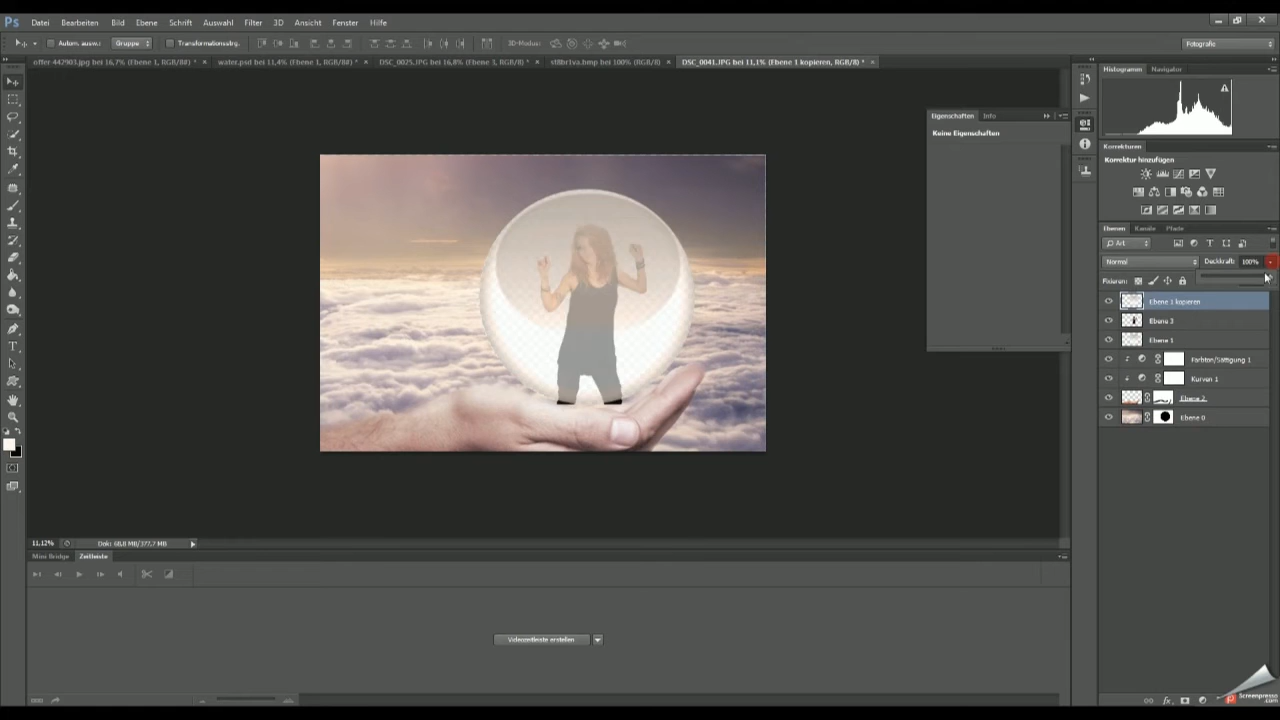 Ps Datei Bearbeiten Bild Ebene Schrift Auswahl Filter 3D Ansicht Fenster Hilfe
Autom. ausw.: Gruppe Transformationsstrg. 3D-Modus: Fotografie
offer 442903.jpg bei 16,7% (Ebene 1, RGB/8#) * × water.psd bei 11,4% (Ebene 1, RGB/8#) * × DSC_0025.JPG bei 16,8% (Ebene 3, RGB/8) * × bei 100% (RGB/8) × DSC_0041.JPG bei 11,1% (Ebene 1 kopieren, RGB/8) * ×
Histogramm Navigator
Eigenschaften Info
Keine Eigenschaften
Korrekturen
Korrektur hinzufügen
Ebenen Kanäle Pfade
Art
Normal Deckkraft: 100%
Fixieren:
Ebene 1 kopieren
Ebene 3
Ebene 1
Farbton/Sättigung 1
Kurven 1
Ebene 2
Ebene 0
11,12% Dok: 68,8 MB/377,7 MB
Mini Bridge Zeitleiste
Videozeitleiste erstellen
Screenpresso
.com